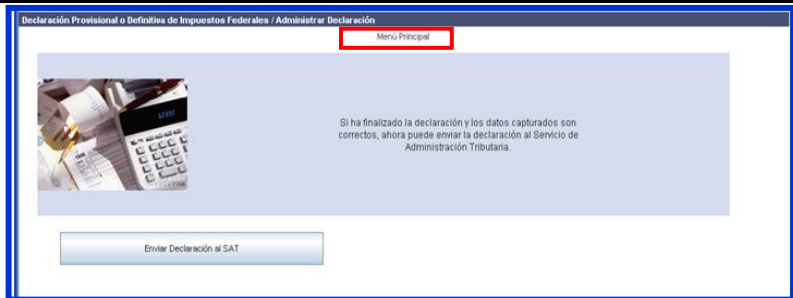 Declaración Provisional o Definitiva de Impuestos Federales / Administrar Declaración
Menú Principal
Si ha finalizado la declaración y los datos capturados son
correctos, ahora puede enviar la declaración al Servicio de
Administración Tributaria.
Enviar Declaración al SAT